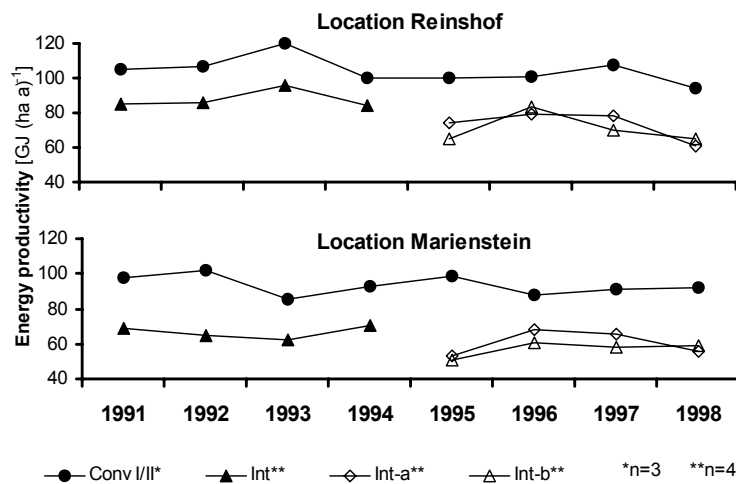 Location Reinshof
120
100
80
60
40
Energy productivity [GJ (ha a)-1]
Location Marienstein
120
100
80
60
40
1991 1992 1993 1994 1995 1996 1997 1998
Conv I/II* Int** Int-a** Int-b** *n=3 **n=4